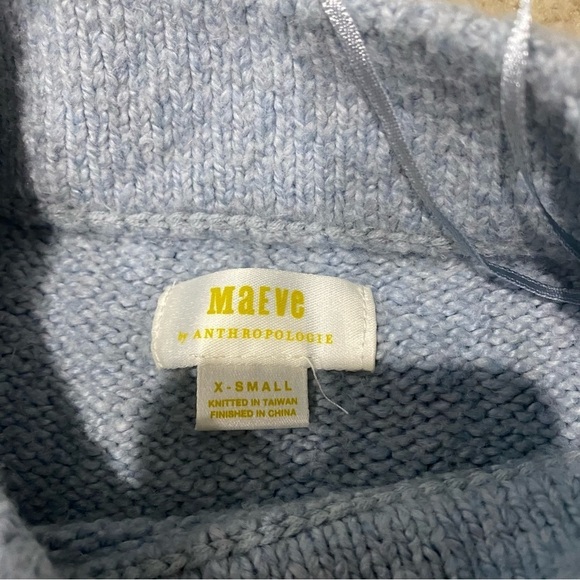 MaEVe
by ANTHROPOLOGIE
X-SMALL
KNITTED IN TAIWAN
FINISHED IN CHINA